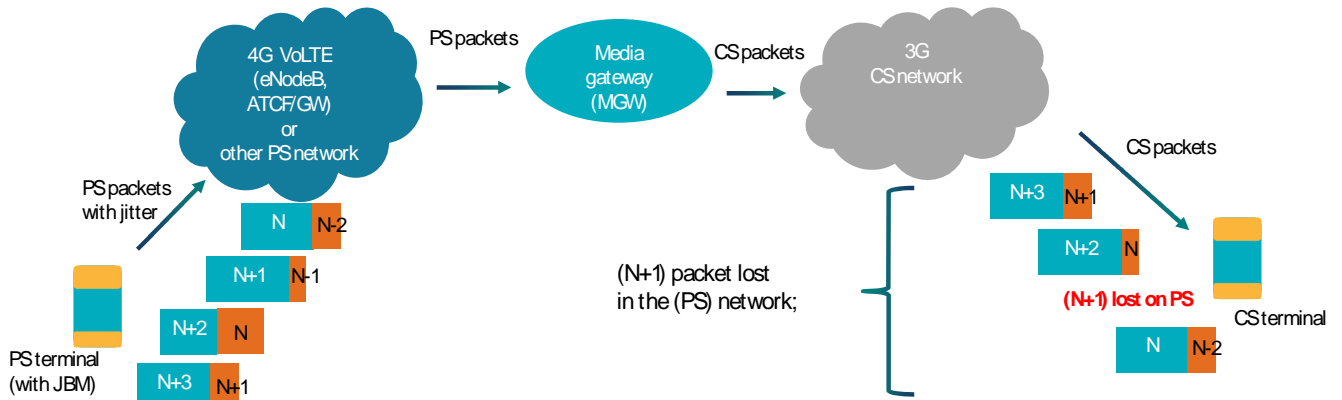 4G VoLTE
(eNodeB,
ATCF/GW)
or
other PS network
PS packets
Media
gateway
(MGW)
CS packets
3G
CS network
CS packets
PS packets
with jitter
N
N-2
N+1
N-1
N+2
N
N+3
N+1
PS terminal
(with JBM)
(N+1) packet lost
in the (PS) network;
N+3
N+1
N+2
N
(N+1) lost on PS
N
N-2
CS terminal